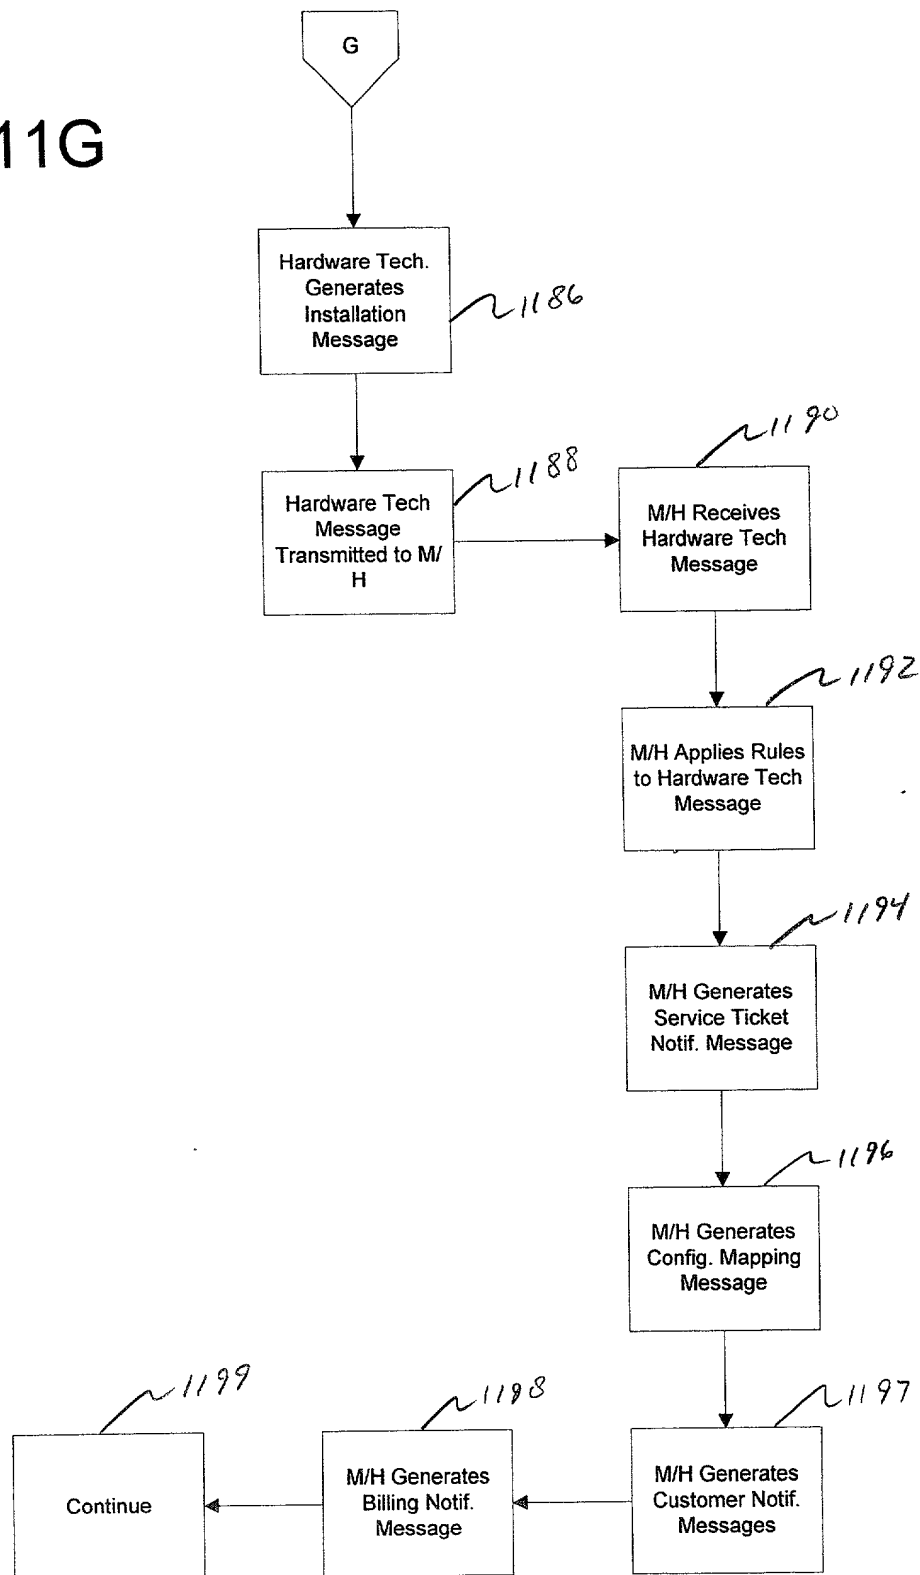 G
11G
Hardware Tech.
Generates
Installation
Message
1186
Hardware Tech
Message
Transmitted to M/
H
1188
1190
M/H Receives
Hardware Tech
Message
1192
M/H Applies Rules
to Hardware Tech
Message
1194
M/H Generates
Service Ticket
Notif. Message
1196
M/H Generates
Config. Mapping
Message
1199
Continue
1198
M/H Generates
Billing Notif.
Message
1197
M/H Generates
Customer Notif.
Messages